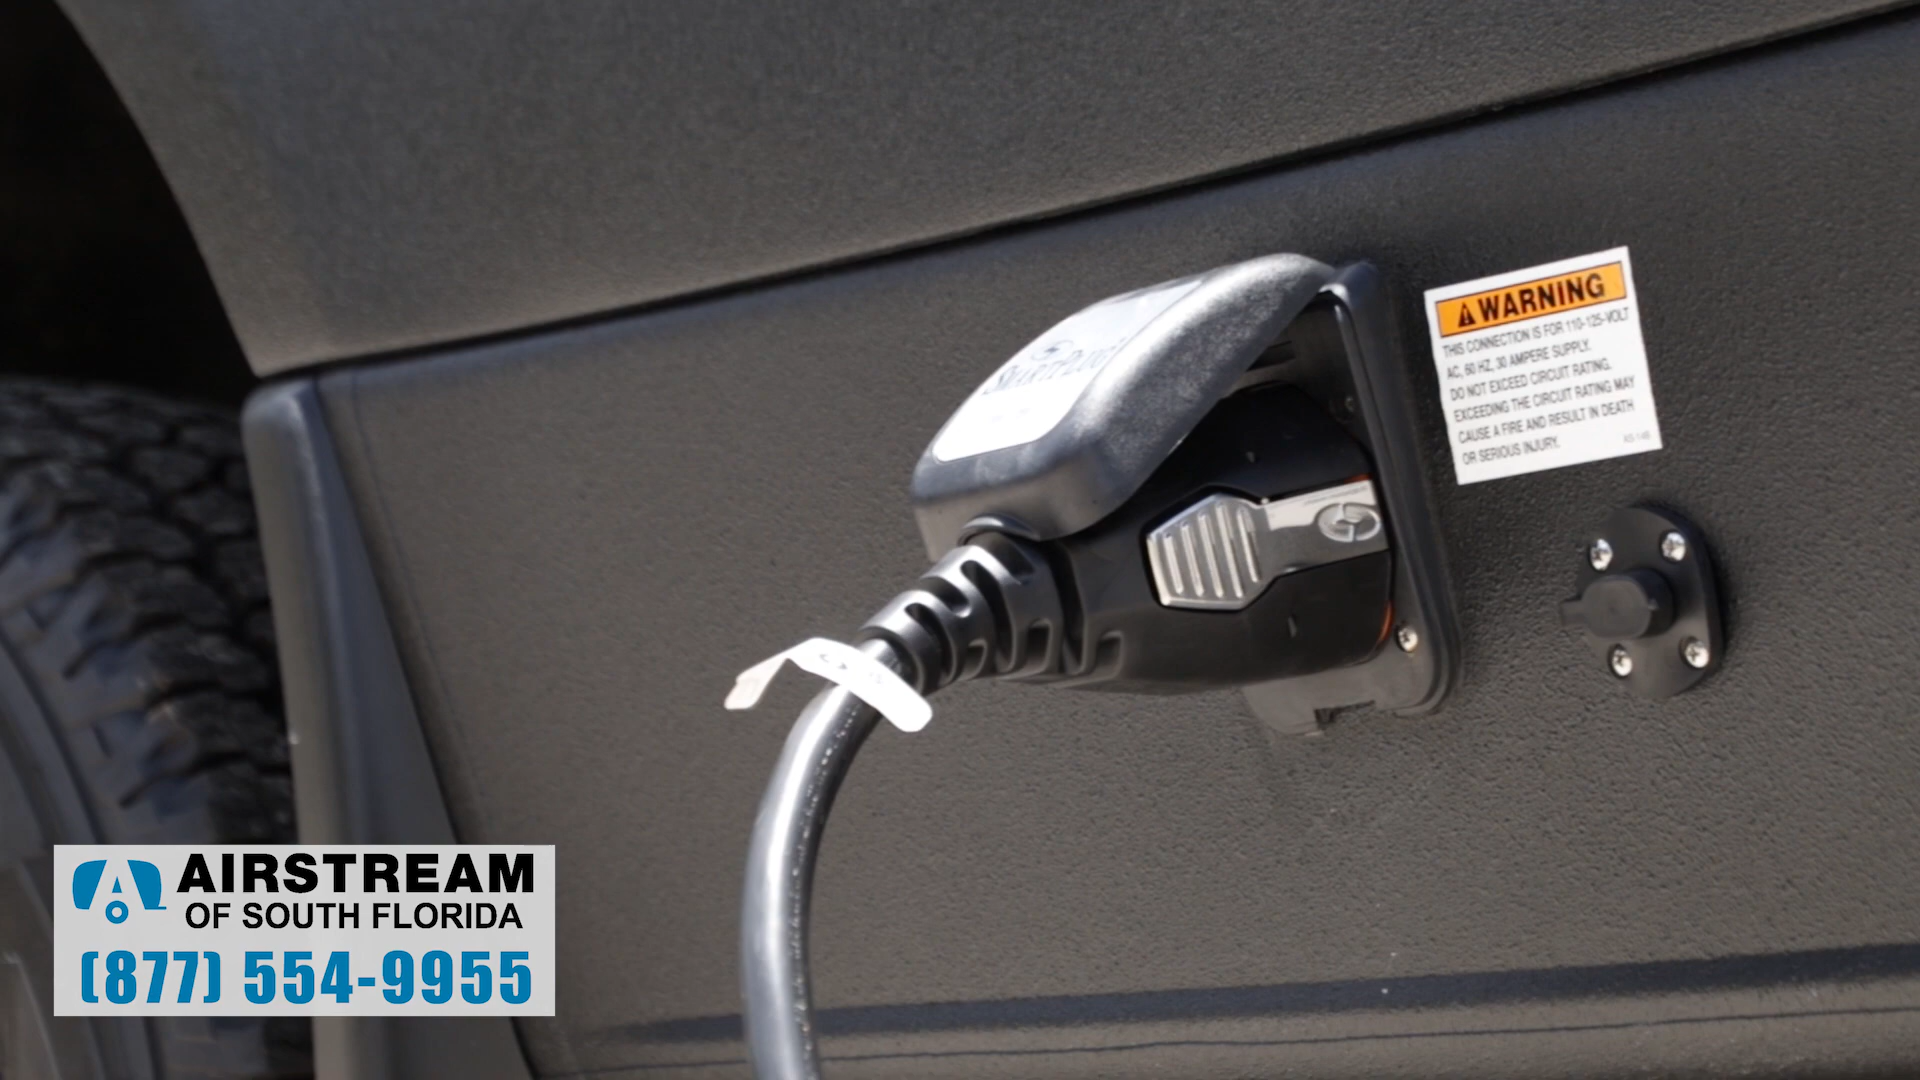 SMARTPLUG
⚠ WARNING
THIS CONNECTION IS FOR 110-125-VOLT
AC, 60 HZ, 30 AMPERE SUPPLY.
DO NOT EXCEED CIRCUIT RATING.
EXCEEDING THE CIRCUIT RATING MAY
CAUSE A FIRE AND RESULT IN DEATH
OR SERIOUS INJURY.
AIRSTREAM
OF SOUTH FLORIDA
(877) 554-9955